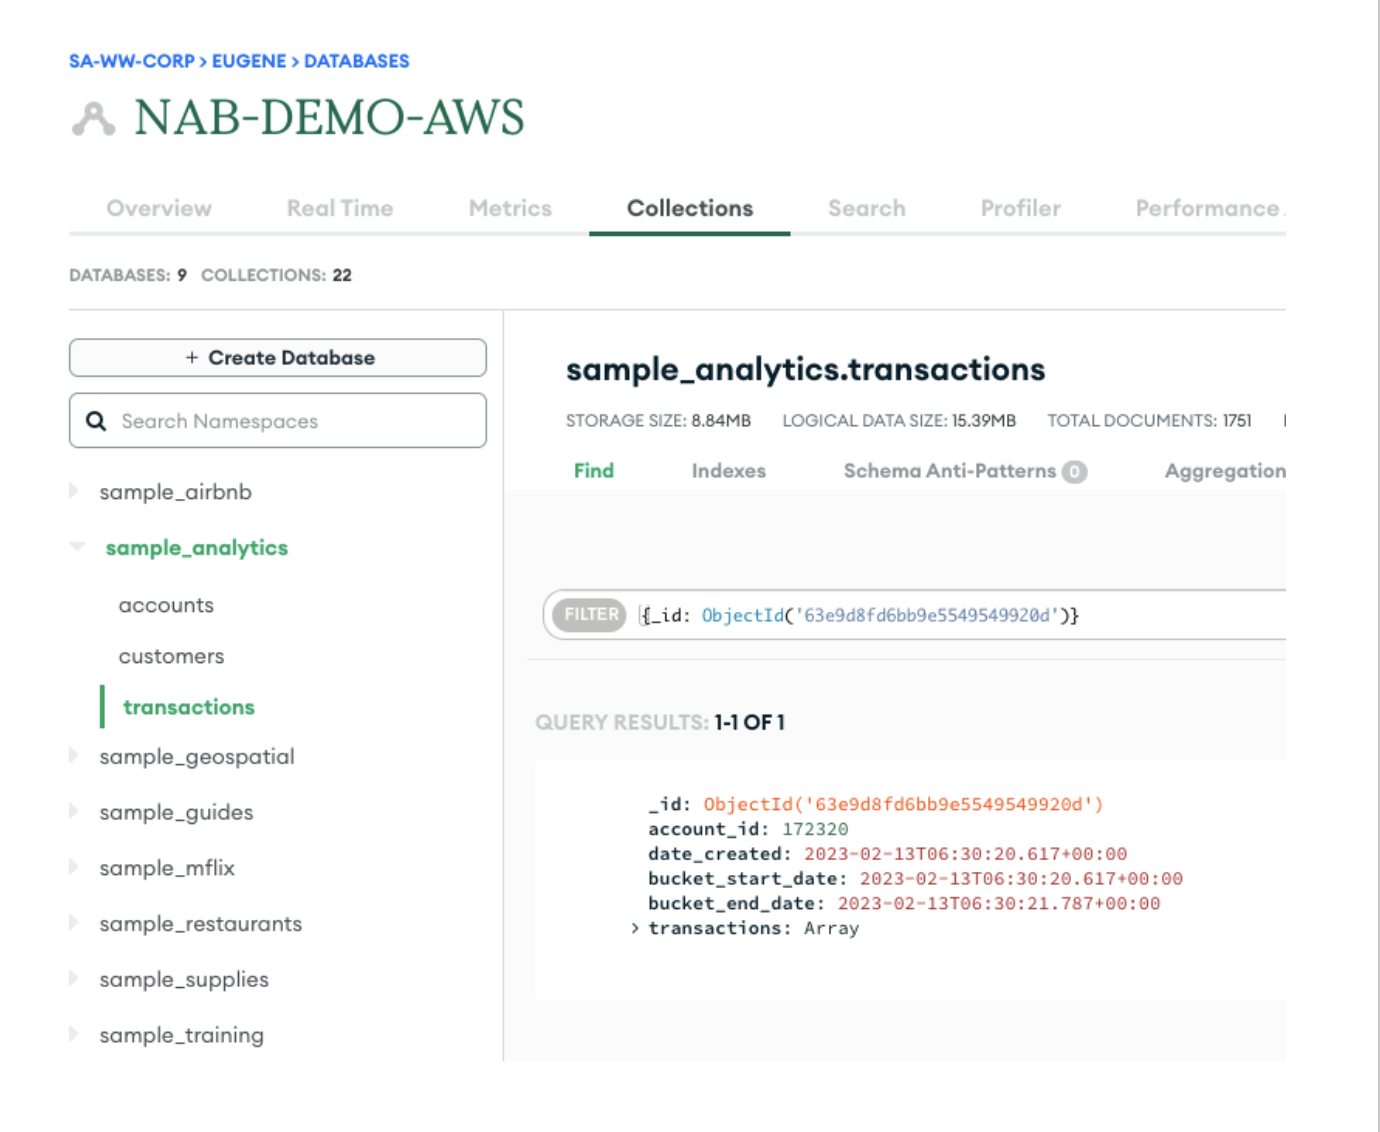 SA-WW-CORP > EUGENE > DATABASES
NAB-DEMO-AWS
Overview Real Time Metrics Collections Search Profiler Performance
DATABASES: 9 COLLECTIONS: 22
+ Create Database
Search Namespaces
sample_airbnb
sample_analytics
accounts
customers
transactions
sample_geospatial
sample_guides
sample_mflix
sample_restaurants
sample_supplies
sample_training
sample_analytics.transactions
STORAGE SIZE: 8.84MB LOGICAL DATA SIZE: 15.39MB TOTAL DOCUMENTS: 1751
Find Indexes Schema Anti-Patterns 0 Aggregation
FILTER {_id: ObjectId('63e9d8fd6bb9e5549549920d')}
QUERY RESULTS: 1-1 OF 1
_id: ObjectId('63e9d8fd6bb9e5549549920d')
account_id: 172320
date_created: 2023-02-13T06:30:20.617+00:00
bucket_start_date: 2023-02-13T06:30:20.617+00:00
bucket_end_date: 2023-02-13T06:30:21.787+00:00
> transactions: Array